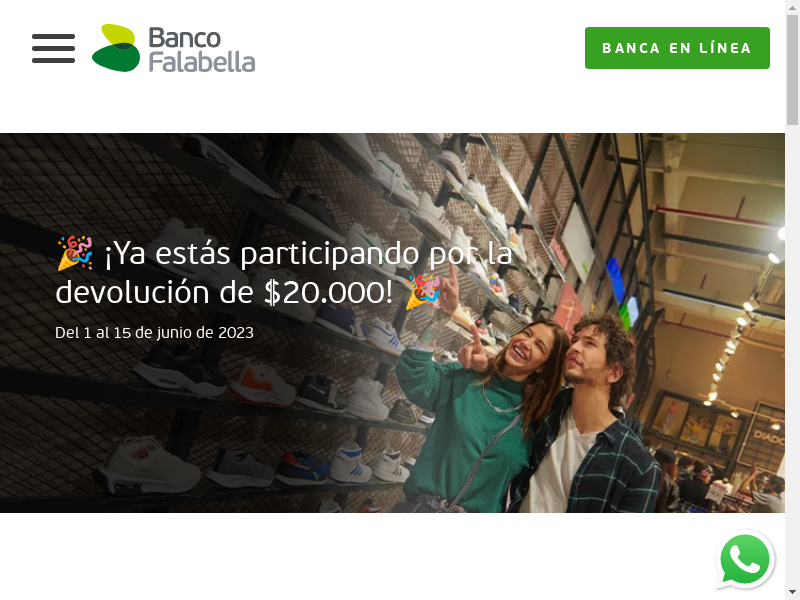 Banco
Falabella
BANCA EN LÍNEA
🎉 ¡Ya estás participando por la
devolución de $20.000! 🎉
Del 1 al 15 de junio de 2023